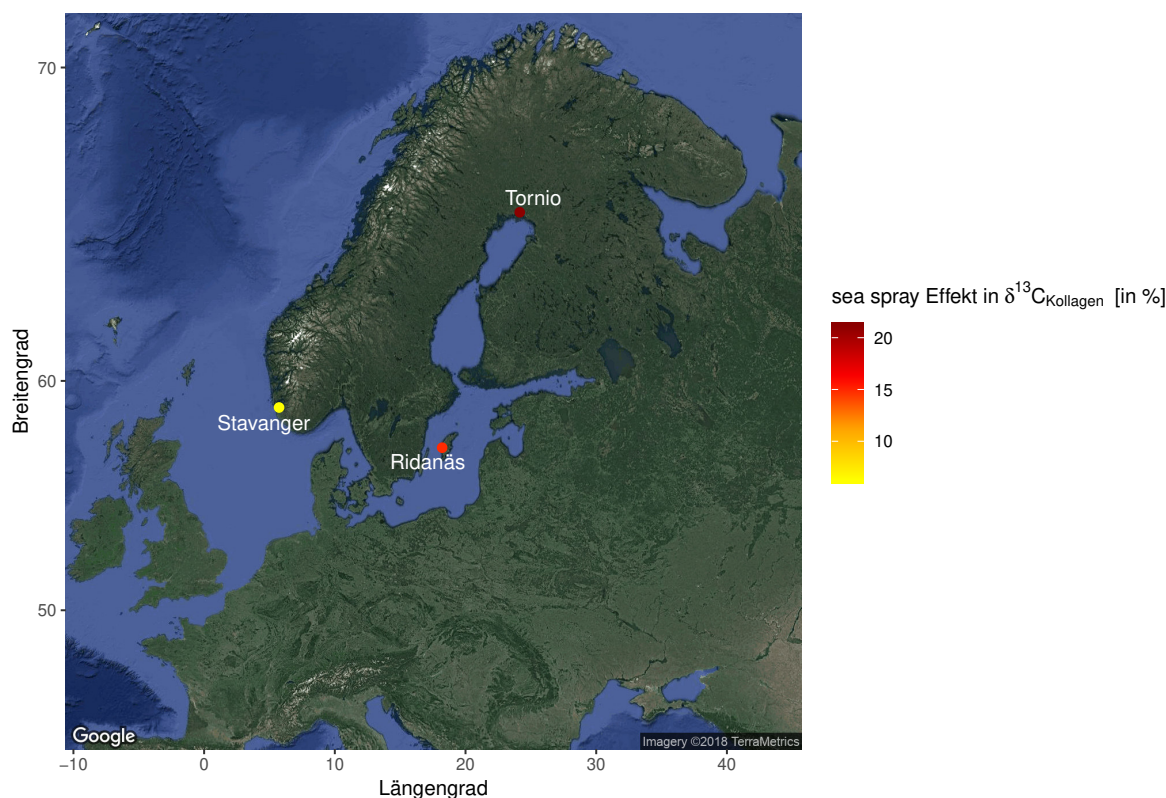 70
60
50
Breitengrad
Tornio
Stavanger
Ridanäs
Google
Imagery ©2018 TerraMetrics
−10 0 10 20 30 40
Längengrad
sea spray Effekt in δ¹³C_Kollagen [in %]
20
15
10